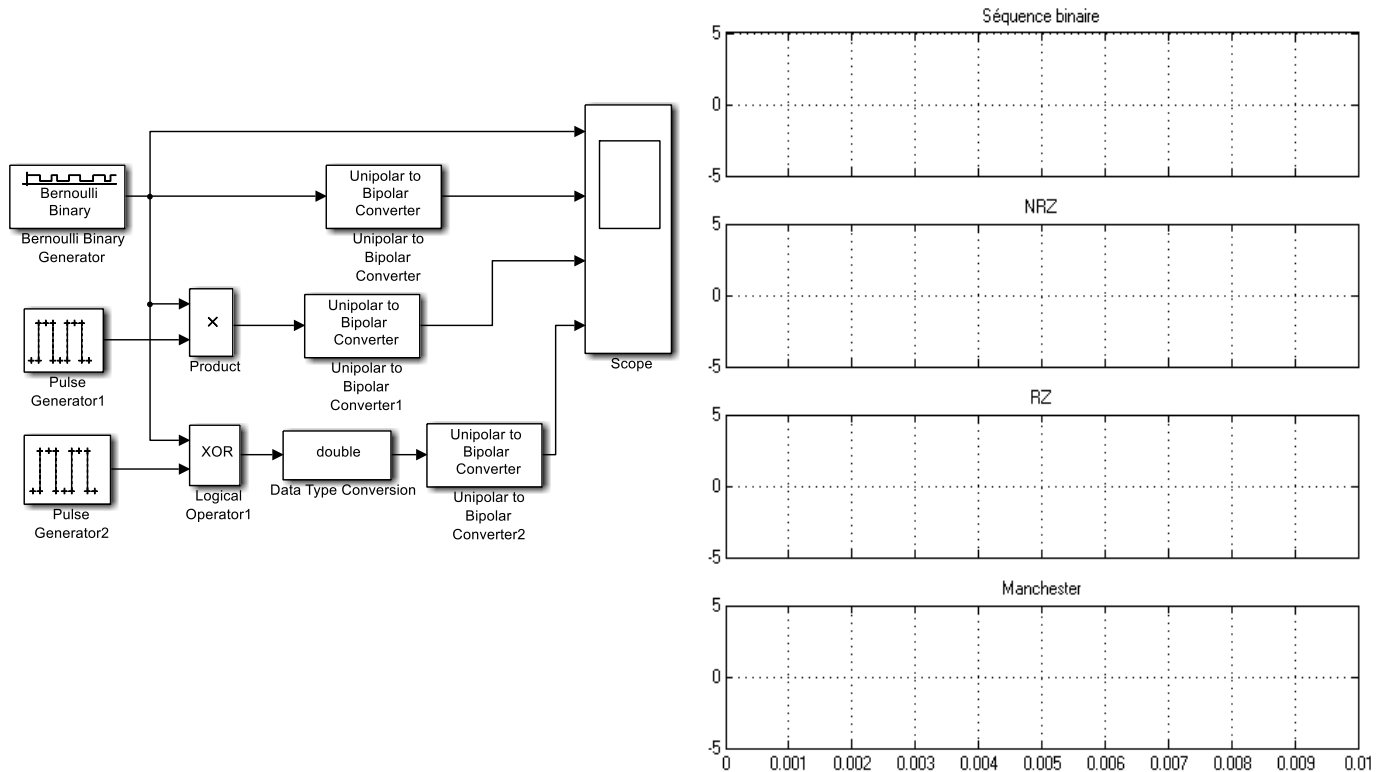 Bernoulli
Binary
Bernoulli Binary
Generator
Unipolar to
Bipolar
Converter
Unipolar to
Bipolar
Converter
Pulse
Generator1
×
Product
Unipolar to
Bipolar
Converter
Unipolar to
Bipolar
Converter1
Scope
Pulse
Generator2
XOR
Logical
Operator1
double
Data Type Conversion
Unipolar to
Bipolar
Converter
Unipolar to
Bipolar
Converter2
Séquence binaire
5
0
-5
NRZ
5
0
-5
RZ
5
0
-5
Manchester
5
0
-5
0 0.001 0.002 0.003 0.004 0.005 0.006 0.007 0.008 0.009 0.01